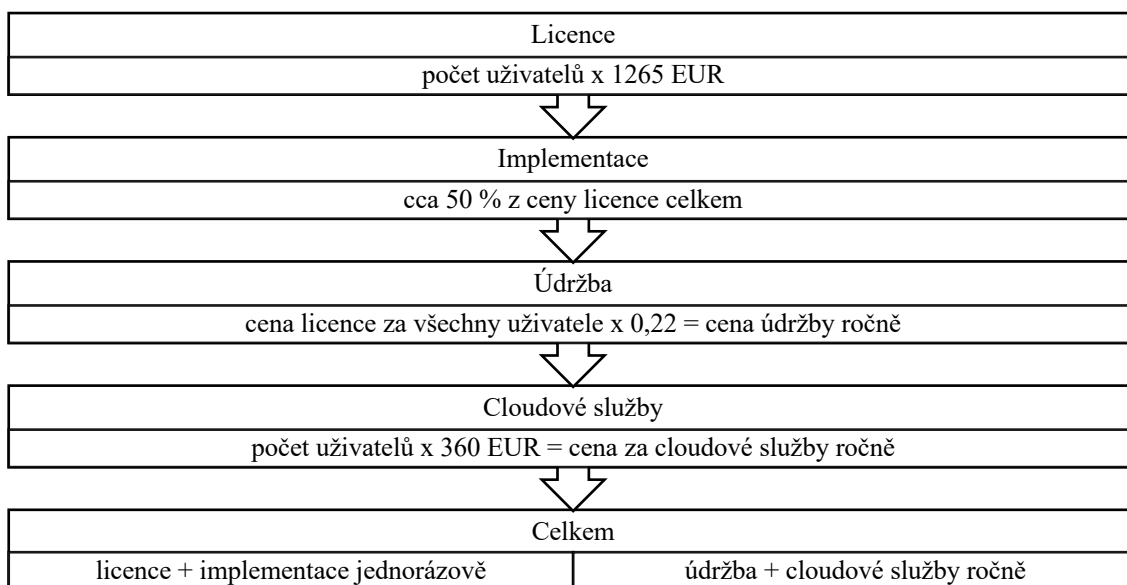 Licence
počet uživatelů x 1265 EUR
Implementace
cca 50 % z ceny licence celkem
Údržba
cena licence za všechny uživatele x 0,22 = cena údržby ročně
Cloudové služby
počet uživatelů x 360 EUR = cena za cloudové služby ročně
Celkem
licence + implementace jednorázově
údržba + cloudové služby ročně